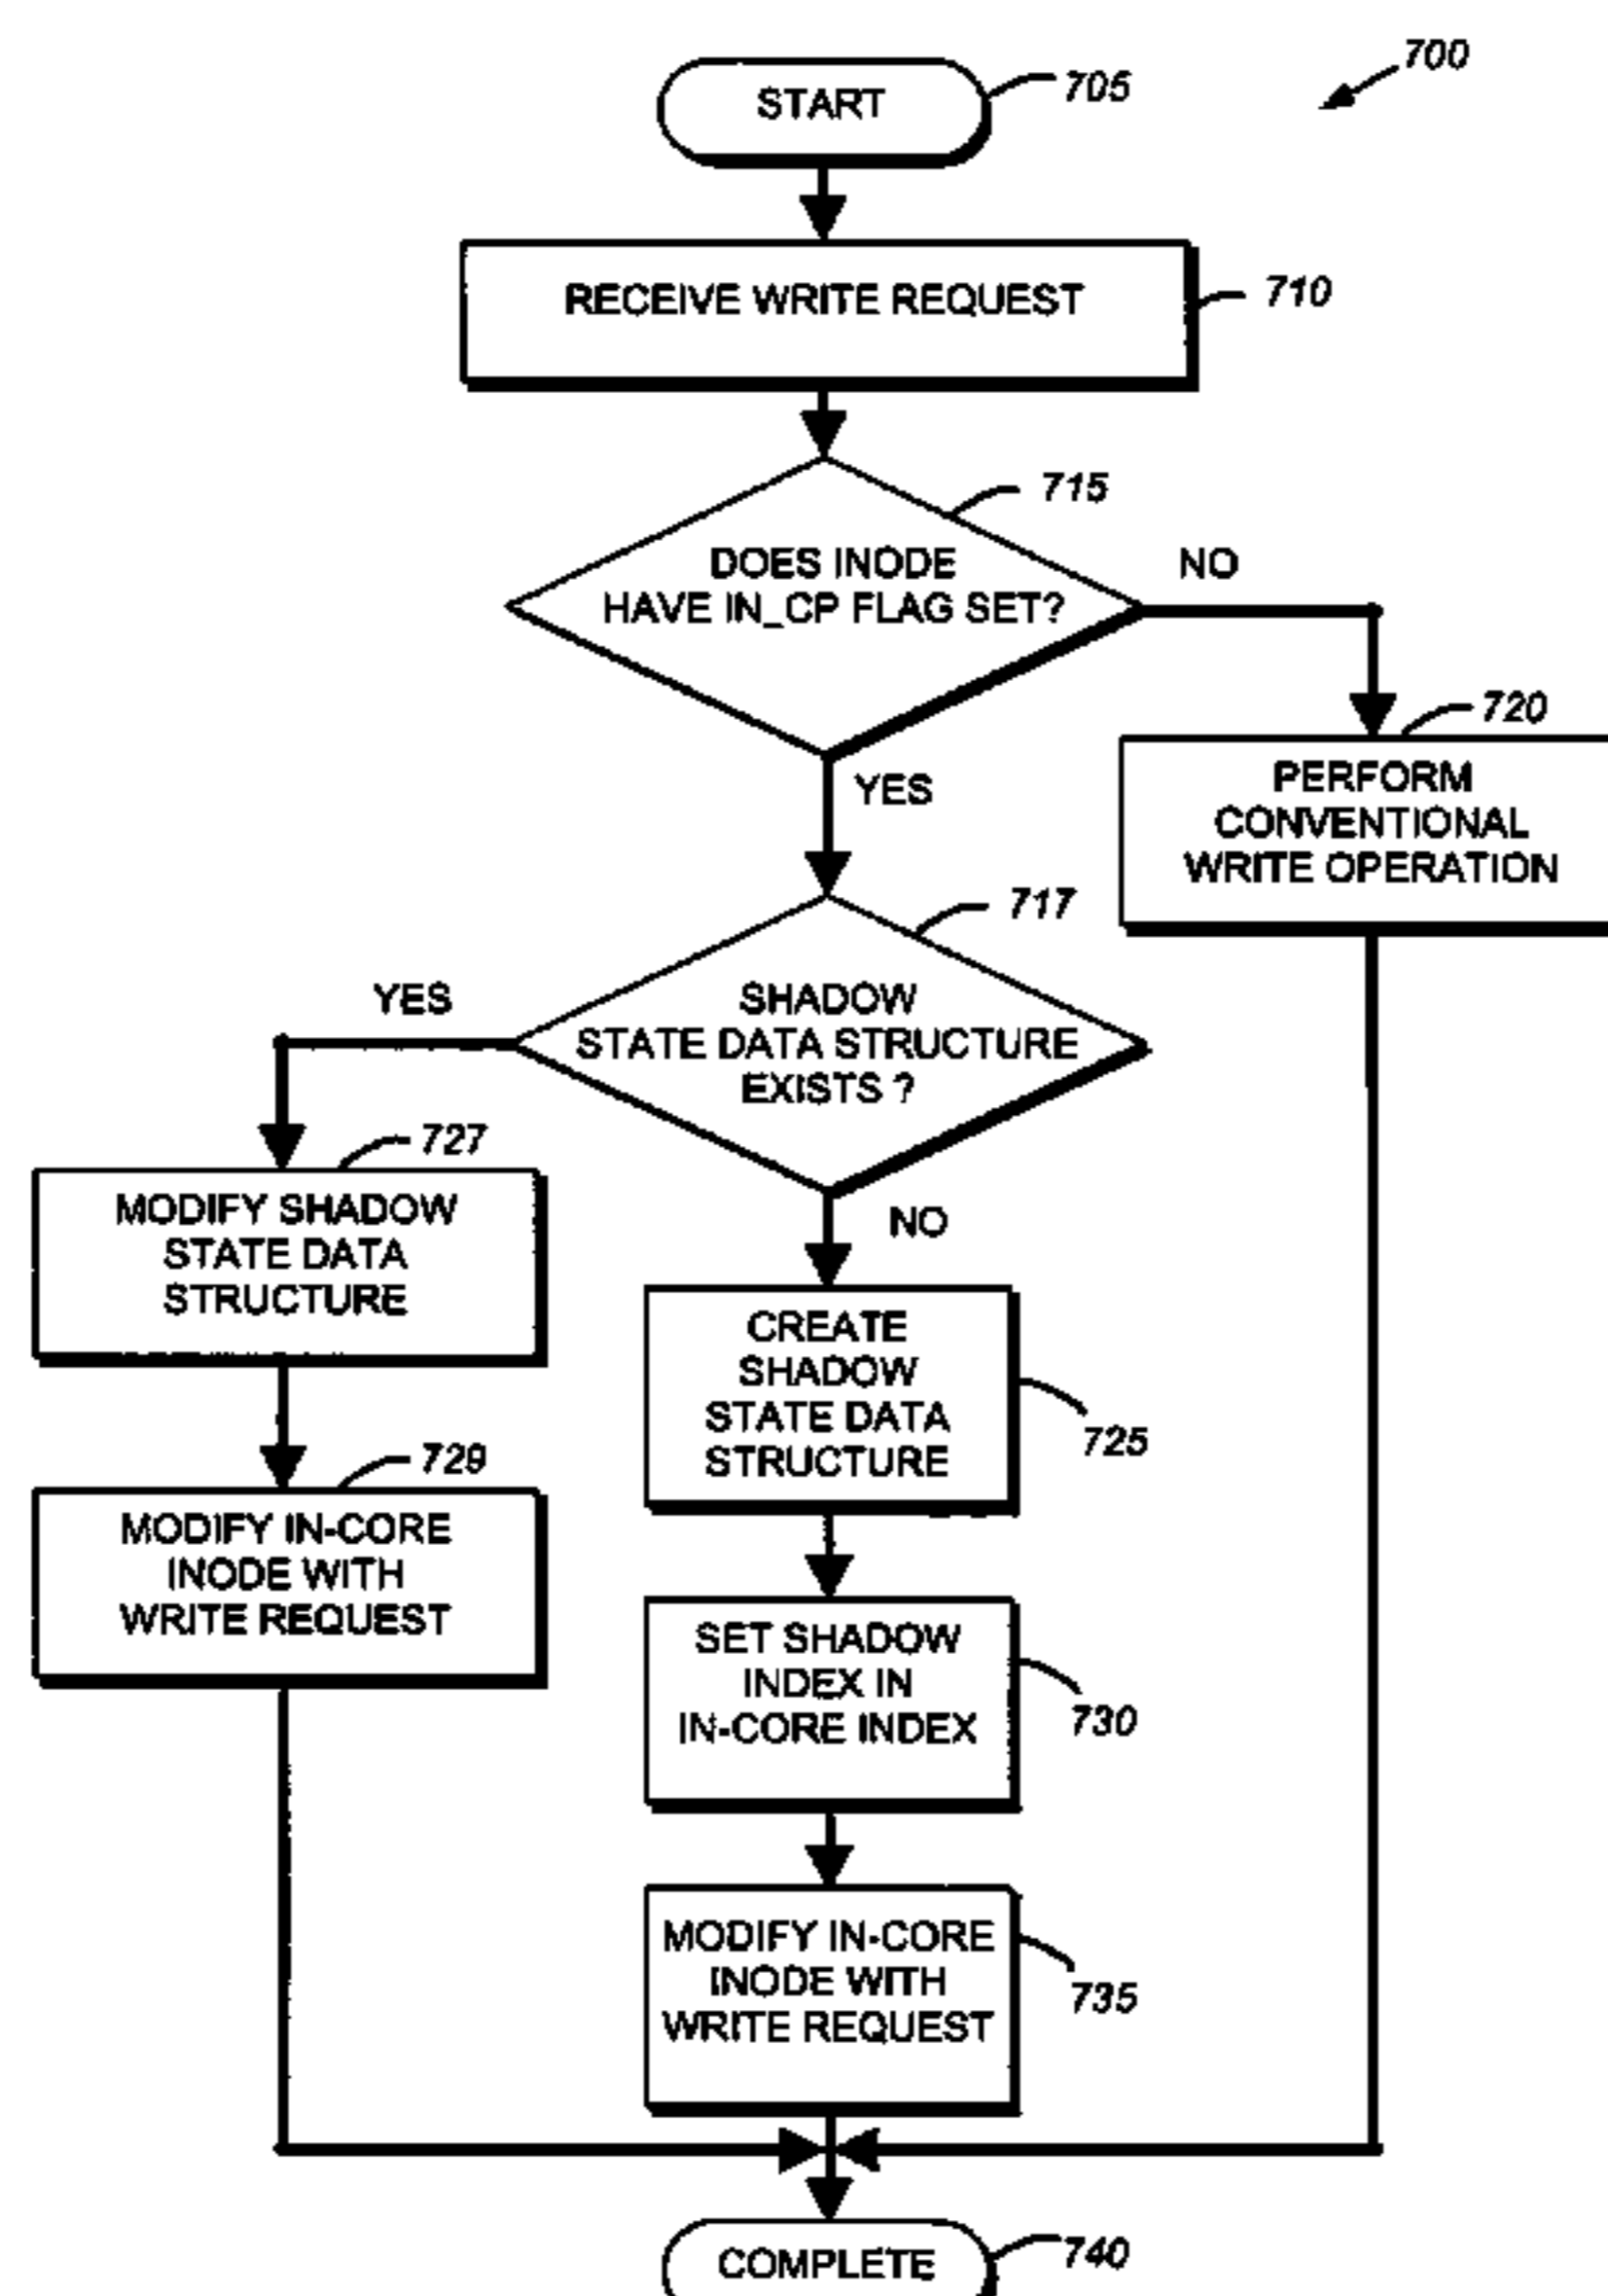 700
START
705
RECEIVE WRITE REQUEST
710
715
DOES INODE
HAVE IN_CP FLAG SET?
NO
720
PERFORM
CONVENTIONAL
WRITE OPERATION
YES
717
SHADOW
STATE DATA STRUCTURE
EXISTS ?
YES
NO
727
MODIFY SHADOW
STATE DATA
STRUCTURE
729
MODIFY IN-CORE
INODE WITH
WRITE REQUEST
CREATE
SHADOW
STATE DATA
STRUCTURE
725
SET SHADOW
INDEX IN
IN-CORE INDEX
730
MODIFY IN-CORE
INODE WITH
WRITE REQUEST
735
COMPLETE
740